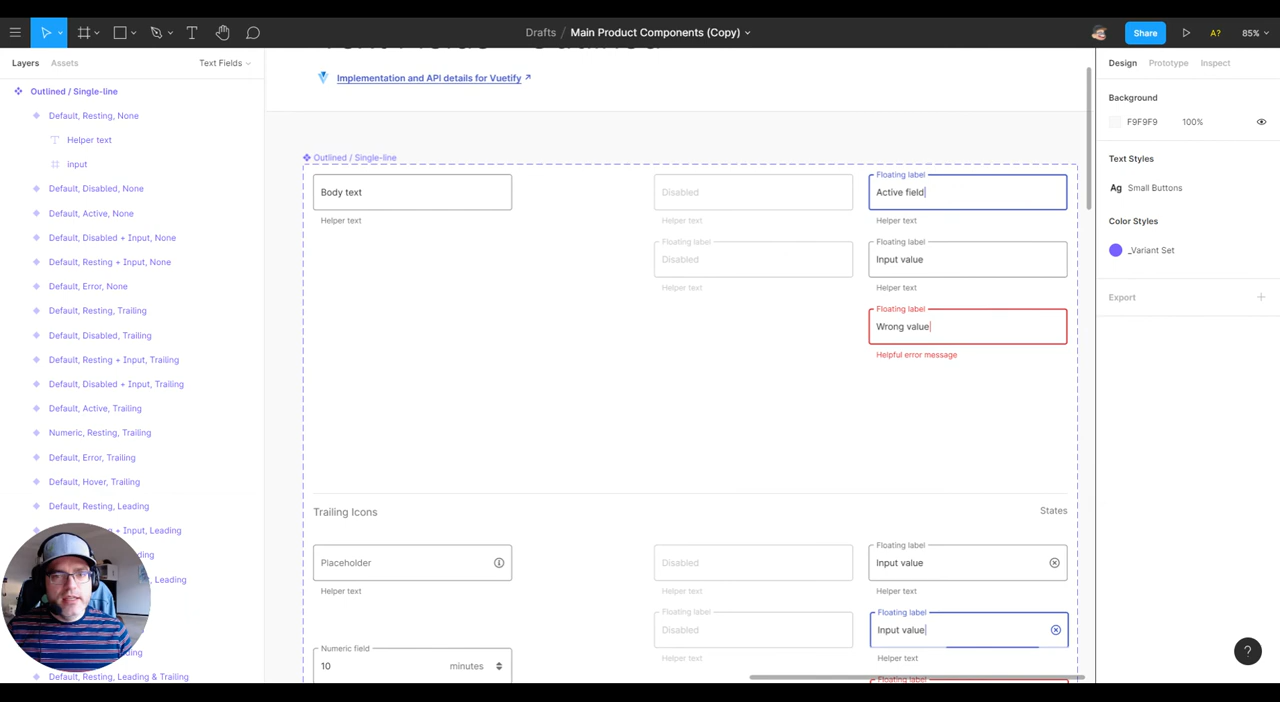 Drafts / Main Product Components (Copy)
Share
A?
85%
Layers
Assets
Text Fields
Outlined / Single-line
Default, Resting, None
Helper text
input
Default, Disabled, None
Default, Active, None
Default, Disabled + Input, None
Default, Resting + Input, None
Default, Error, None
Default, Resting, Trailing
Default, Disabled, Trailing
Default, Resting + Input, Trailing
Default, Disabled + Input, Trailing
Default, Active, Trailing
Numeric, Resting, Trailing
Default, Error, Trailing
Default, Hover, Trailing
Default, Resting, Leading
+ Input, Leading
Leading
Default, Resting, Leading & Trailing
Implementation and API details for Vuetify
Outlined / Single-line
Body text
Helper text
Disabled
Helper text
Floating label
Disabled
Helper text
Floating label
Active field
Helper text
Floating label
Input value
Helper text
Floating label
Wrong value
Helpful error message
Trailing Icons
States
Placeholder
Helper text
Numeric field
10
minutes
Disabled
Helper text
Floating label
Disabled
Helper text
Floating label
Input value
Helper text
Floating label
Input value
Helper text
Floating label
Design
Prototype
Inspect
Background
F9F9F9
100%
Text Styles
Ag
Small Buttons
Color Styles
_Variant Set
Export
?